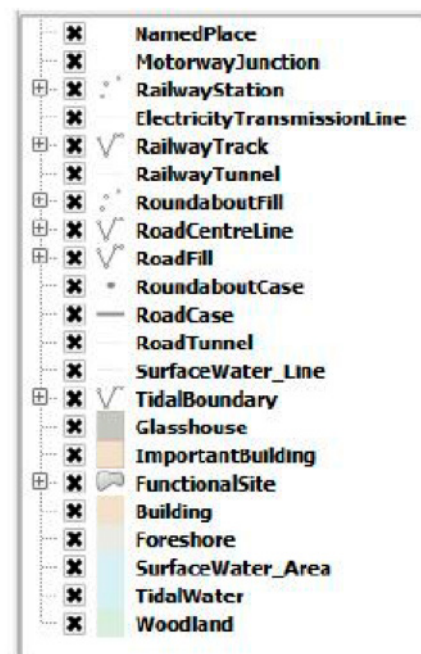 NamedPlace
MotorwayJunction
RailwayStation
ElectricityTransmissionLine
RailwayTrack
RailwayTunnel
RoundaboutFill
RoadCentreLine
RoadFill
RoundaboutCase
RoadCase
RoadTunnel
SurfaceWater_Line
TidalBoundary
Glasshouse
ImportantBuilding
FunctionalSite
Building
Foreshore
SurfaceWater_Area
TidalWater
Woodland